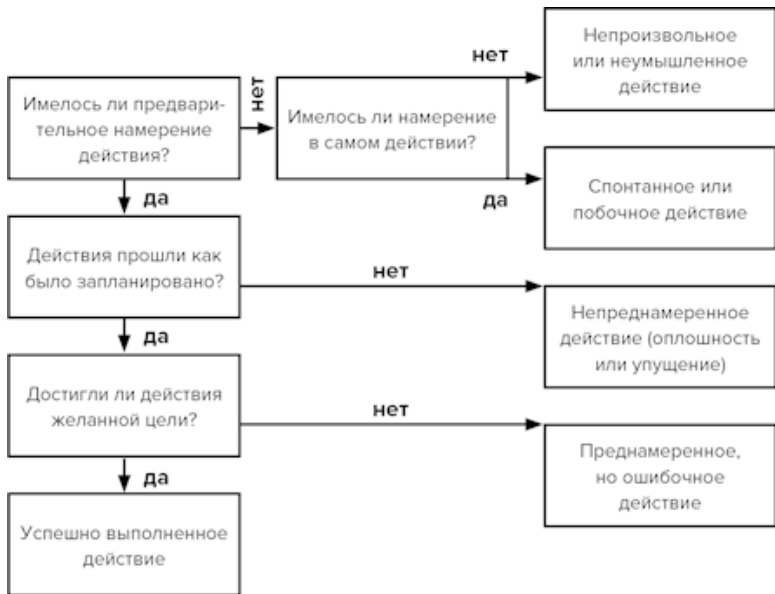 Имелось ли предвари-
тельное намерение
действия?
нет
Имелось ли намерение
в самом действии?
нет
Непроизвольное
или неумышленное
действие
да
Спонтанное или
побочное действие
да
Действия прошли как
было запланировано?
нет
Непреднамеренное
действие (оплошность
или упущение)
да
Достигли ли действия
желанной цели?
нет
Преднамеренное,
но ошибочное
действие
да
Успешно выполненное
действие